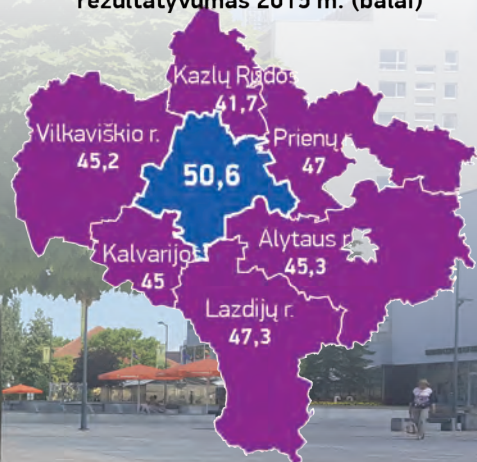 rezultatyvumas 2015 m. (balai)
Kazlų Rūdos
41,7
Vilkaviškio r.
45,2
Prienų r.
47
50,6
Kalvarijos
45
Alytaus r.
45,3
Lazdijų r.
47,3